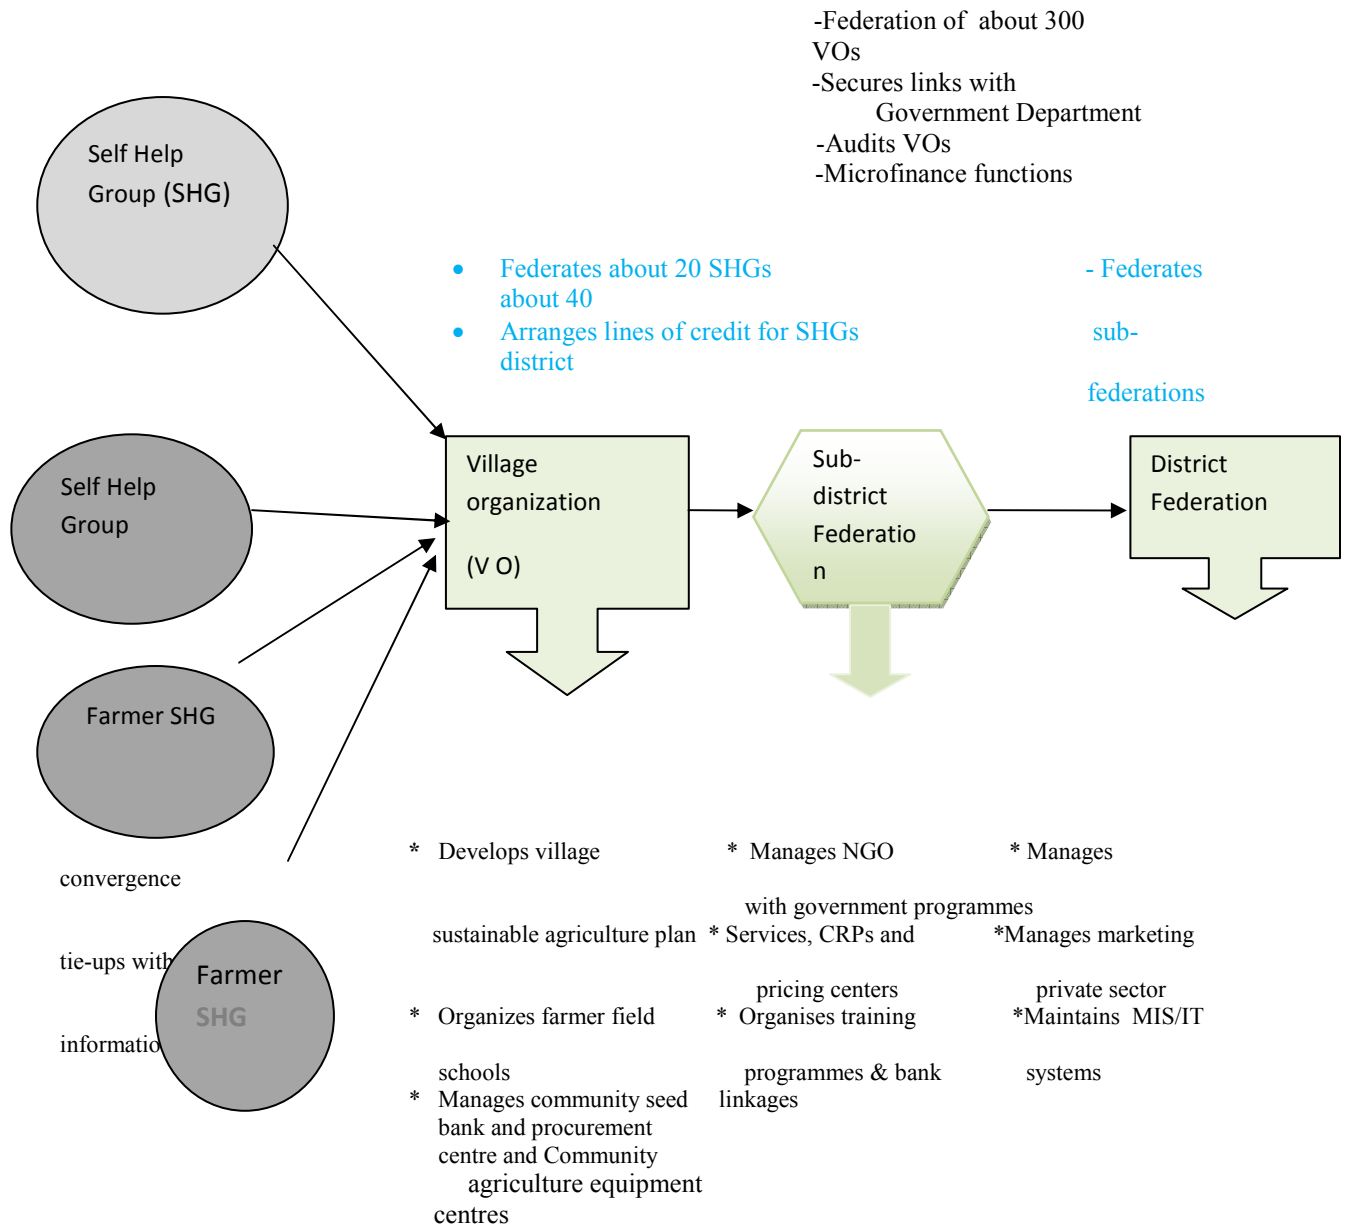 -Federation of about 300
VOs
-Secures links with
Government Department
-Audits VOs
-Microfinance functions
Self Help
Group (SHG)
• Federates about 20 SHGs - Federates
about 40
• Arranges lines of credit for SHGs sub-
district
federations
Self Help
Group
Village
organization
(V O)
Sub-
district
Federatio
n
District
Federation
Farmer SHG
* Develops village * Manages NGO * Manages
convergence
with government programmes
sustainable agriculture plan * Services, CRPs and *Manages marketing
tie-ups with
Farmer
SHG
pricing centers private sector
* Organizes farmer field * Organises training *Maintains MIS/IT
informatio
schools programmes & bank systems
* Manages community seed linkages
bank and procurement
centre and Community
agriculture equipment
centres